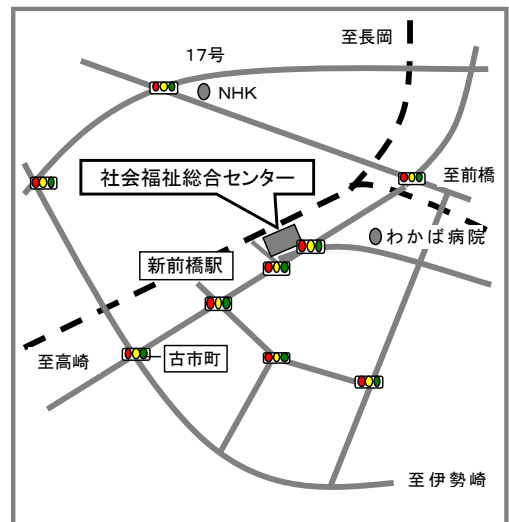 至長岡
17号
NHK
社会福祉総合センター
至前橋
わかば病院
新前橋駅
至高崎
古市町
至伊勢崎